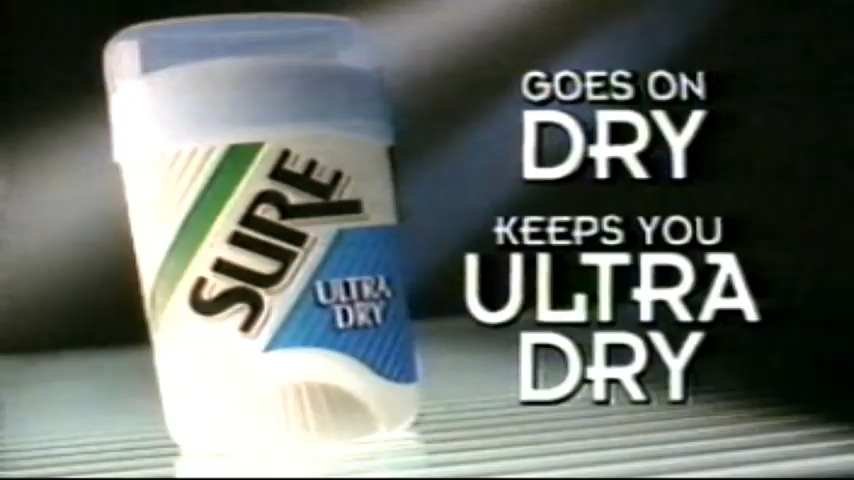 SURE
ULTRA
DRY
GOES ON
DRY
KEEPS YOU
ULTRA
DRY